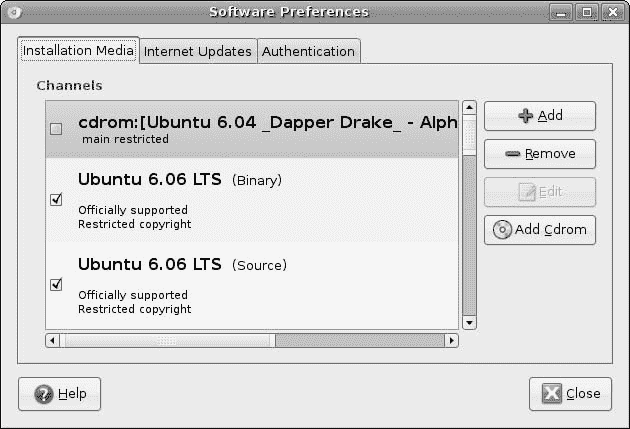 Software Preferences
Installation Media
Internet Updates
Authentication
Channels
cdrom:[Ubuntu 6.04 _Dapper Drake_ - Alph
main restricted
Ubuntu 6.06 LTS (Binary)
Officially supported
Restricted copyright
Ubuntu 6.06 LTS (Source)
Officially supported
Restricted copyright
Add
Remove
Edit
Add Cdrom
Help
Close